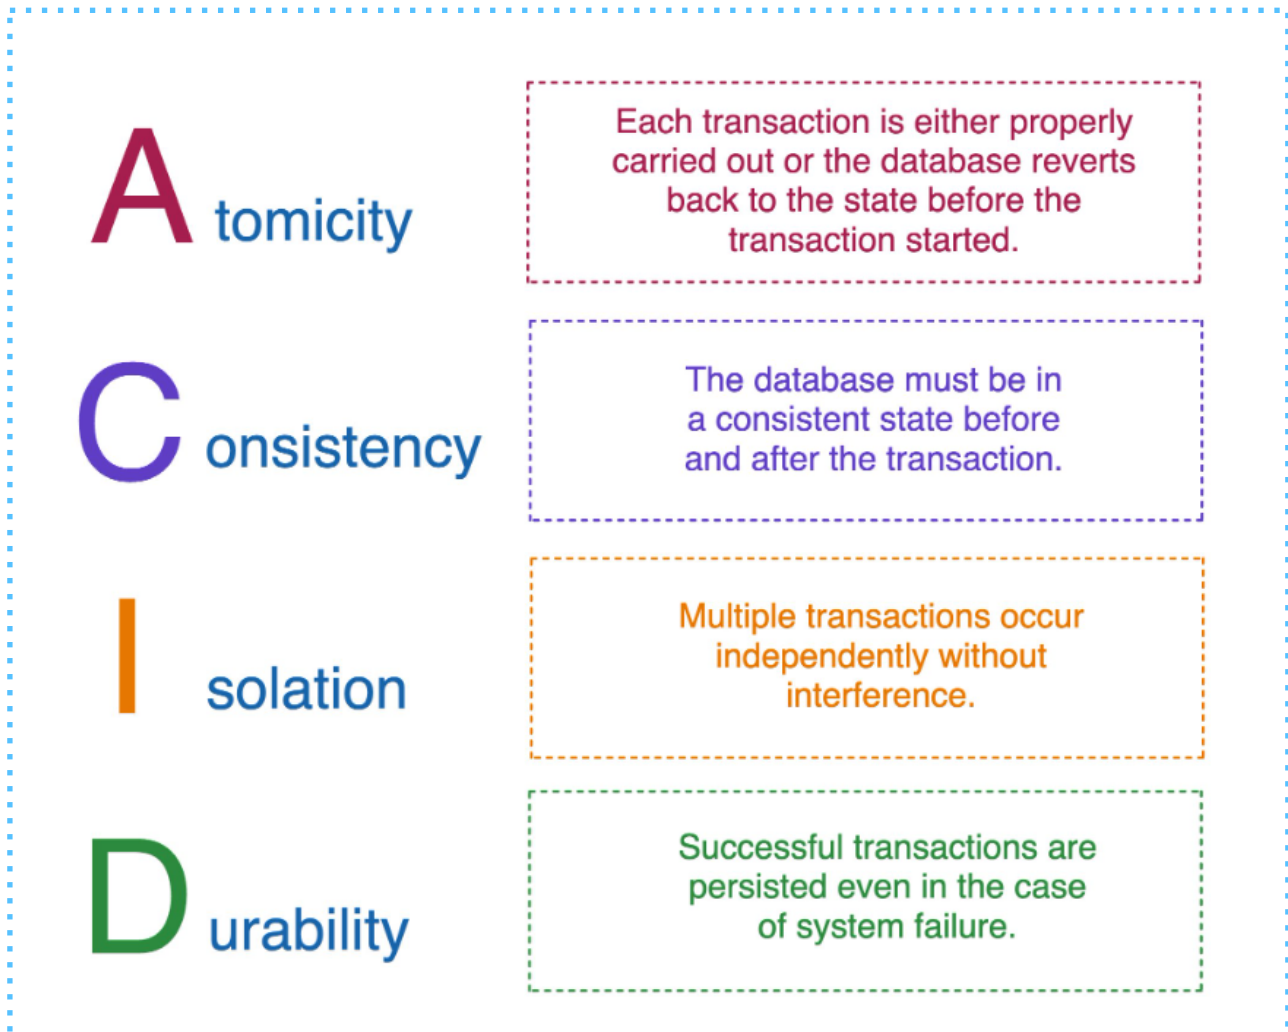 Atomicity
Each transaction is either properly
carried out or the database reverts
back to the state before the
transaction started.
Consistency
The database must be in
a consistent state before
and after the transaction.
Isolation
Multiple transactions occur
independently without
interference.
Durability
Successful transactions are
persisted even in the case
of system failure.